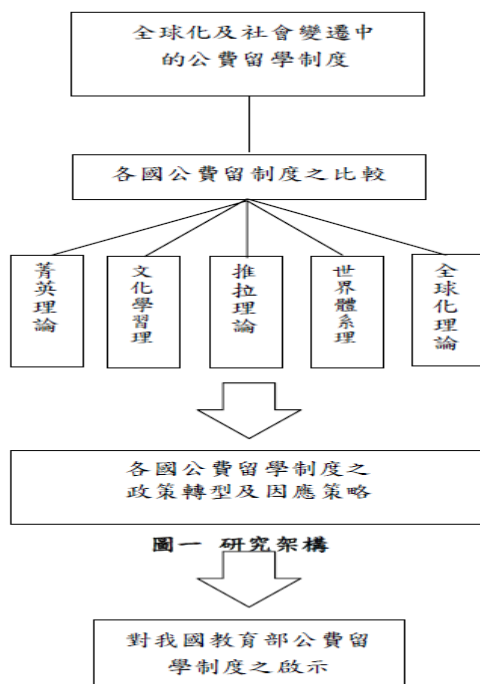 全球化及社會變遷中
的公費留學制度
各國公費留制度之比較
菁英理論
文化學習理
推拉理論
世界體系理
全球化理論
各國公費留學制度之
政策轉型及因應策略
圖一 研究架構
對我國教育部公費留
學制度之啟示